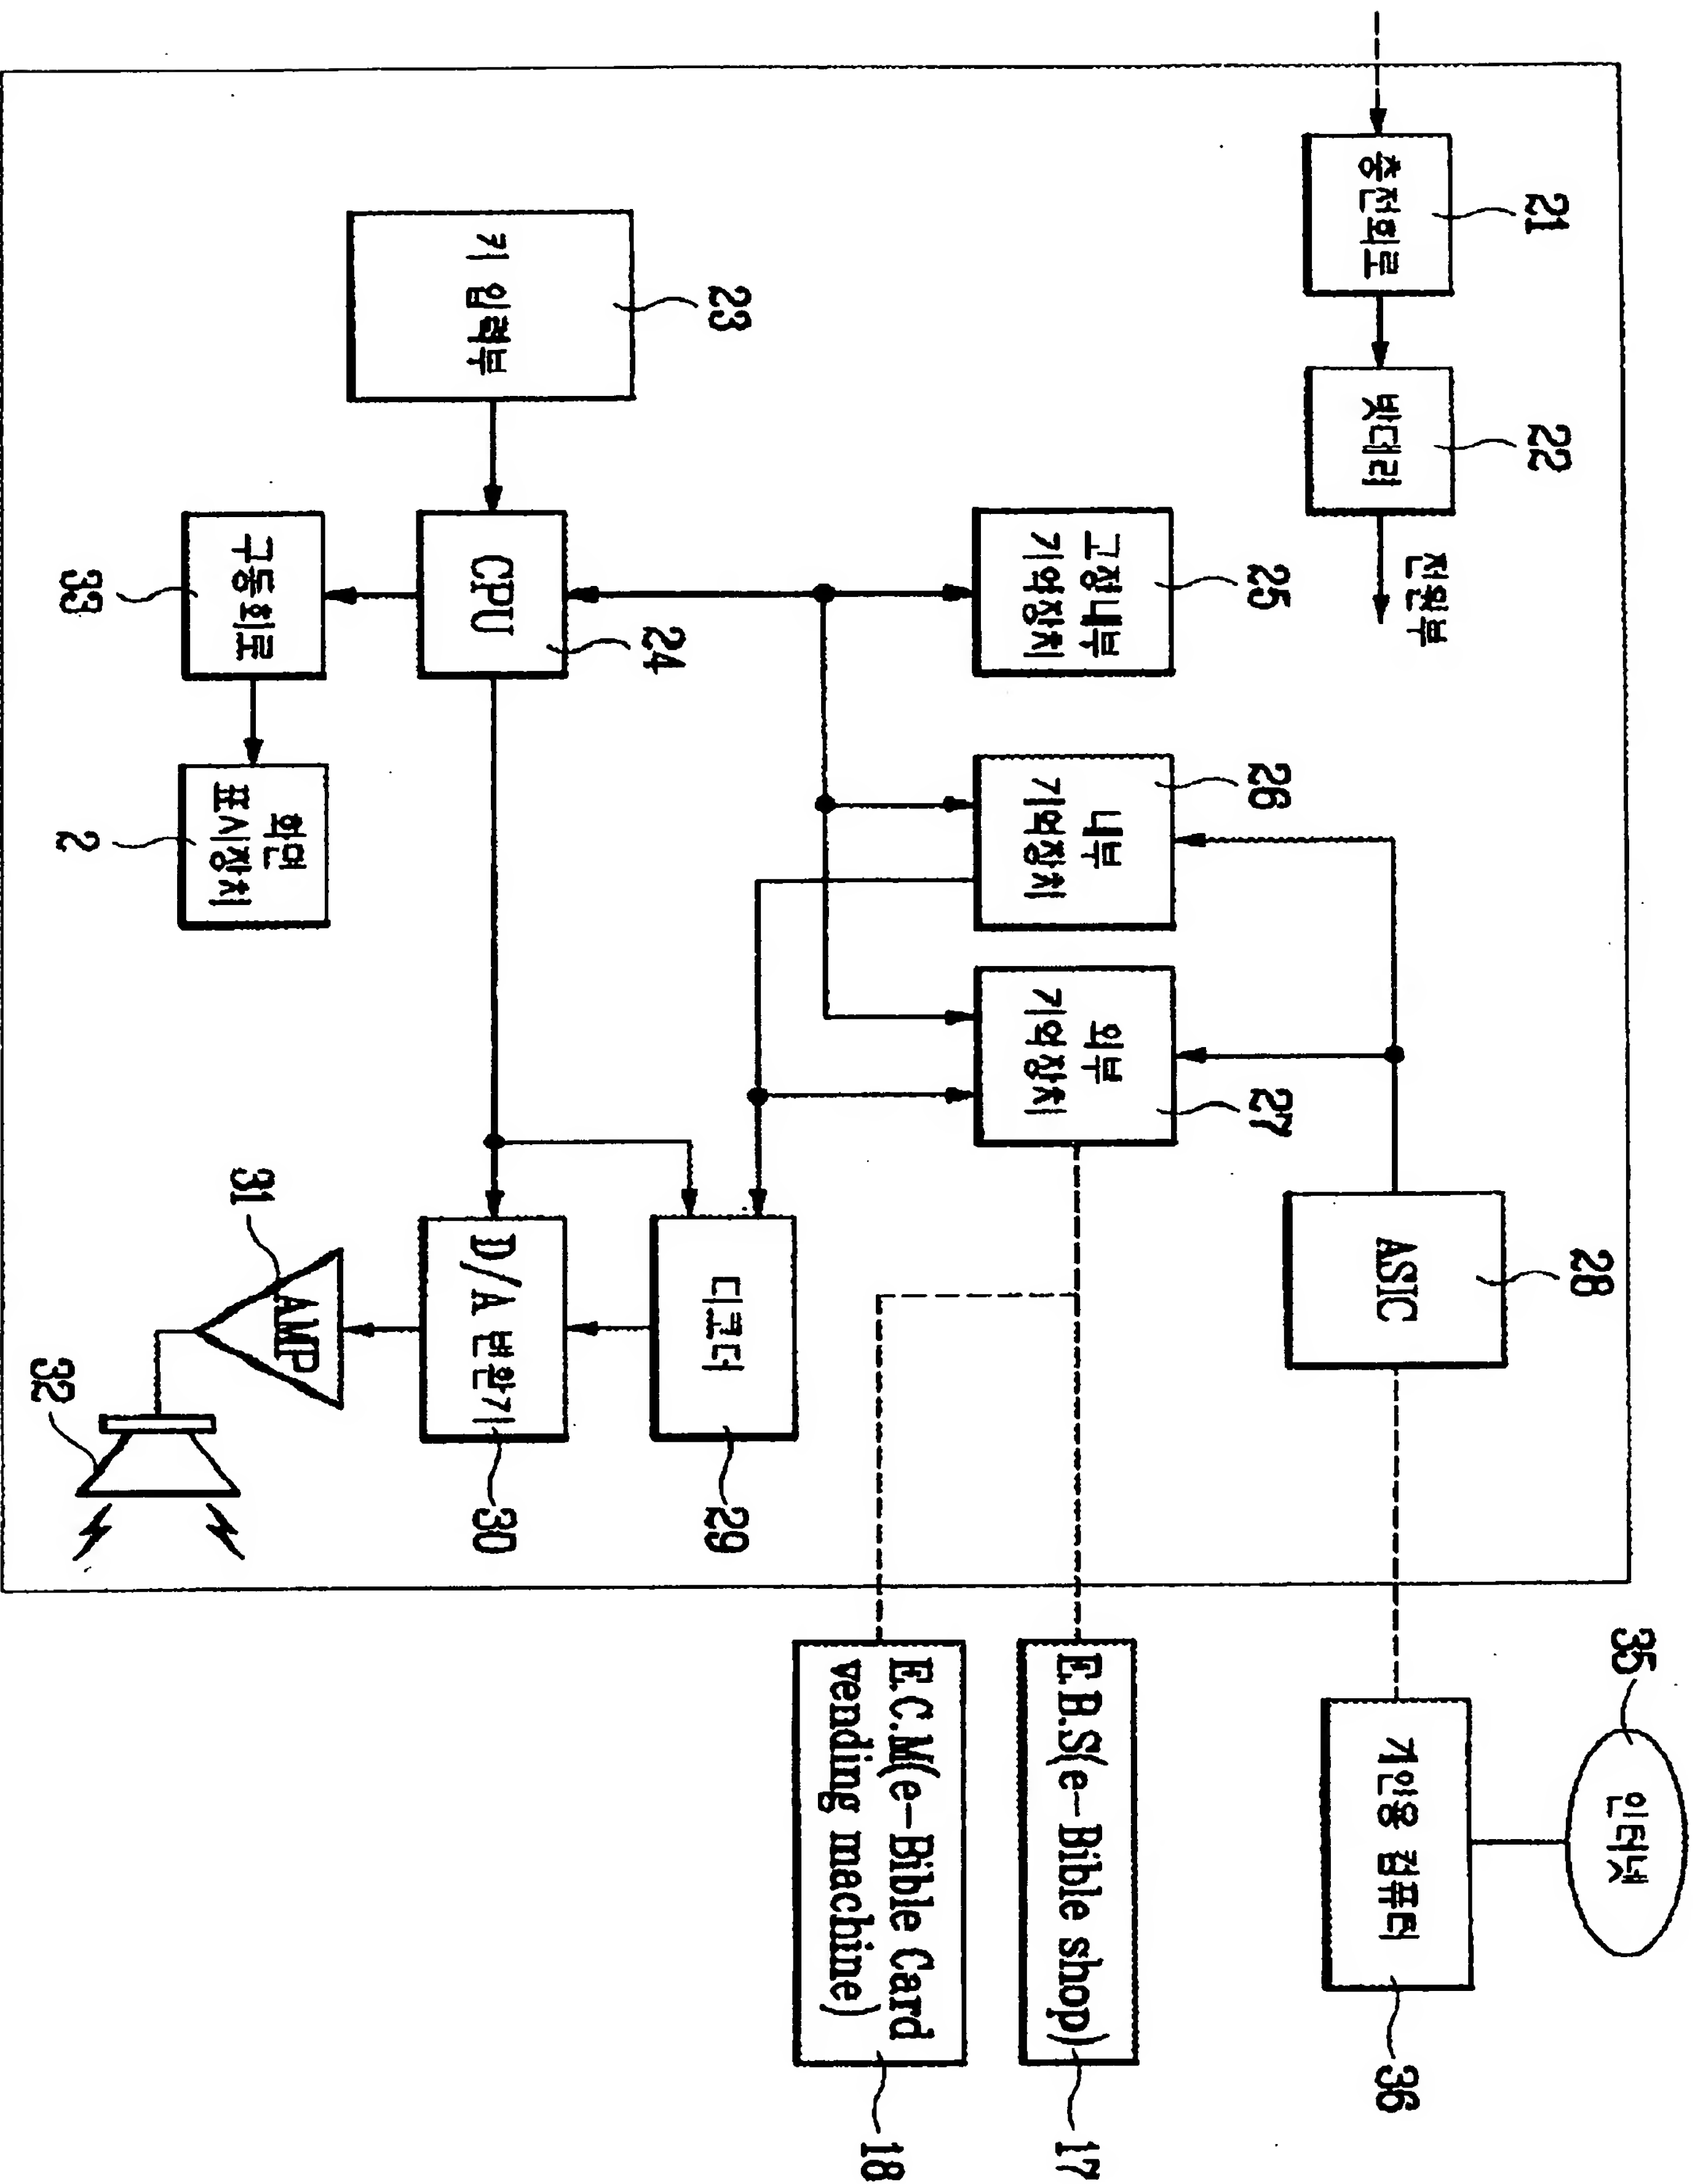 35
인터넷
21
22
28
충전회로
밧데리
전원부
ASIC
개인용 컴퓨터
36
25
26
27
고정내부
기억장치
내부
기억장치
외부
기억장치
E.B.S(e-Bible shop)
17
E.C.M(e-Bible Card
vending machine)
18
23
키 입력부
24
CPU
디코더
29
D/A 변환기
30
33
구동회로
화면
표시장치
2
31
AMP
32